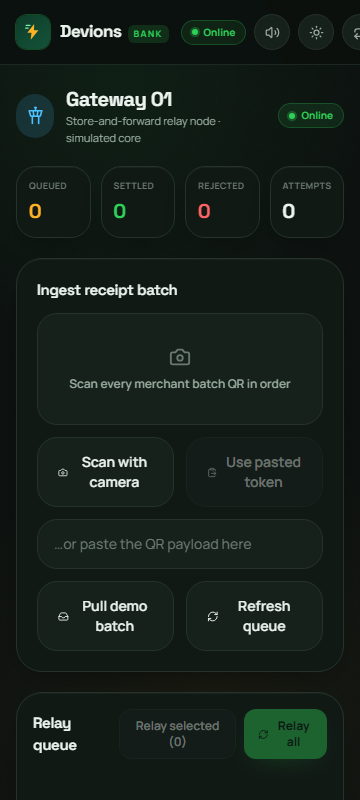 Devions BANK Online
Gateway 01
Store-and-forward relay node ·
simulated core
Online
QUEUED SETTLED REJECTED ATTEMPTS
0 0 0 0
Ingest receipt batch
Scan every merchant batch QR in order
Scan with
camera
Use pasted
token
...or paste the QR payload here
Pull demo
batch
Refresh
queue
Relay
queue
Relay selected
(0)
Relay
all